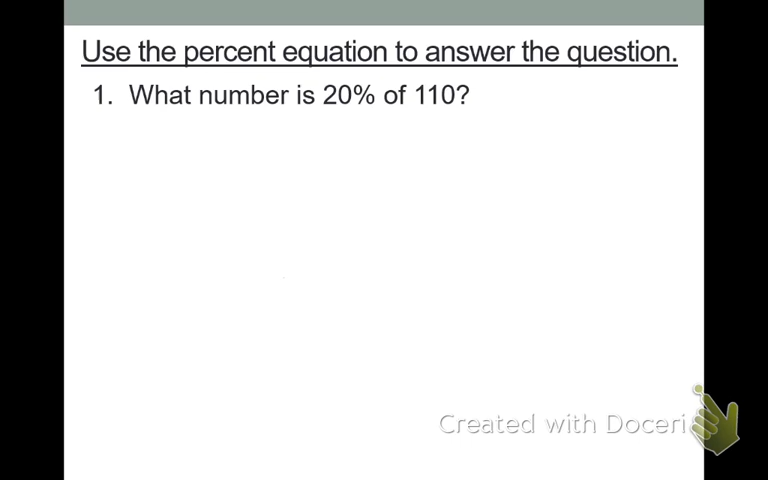 Use the percent equation to answer the question.
1. What number is 20% of 110?
Created with Doceri